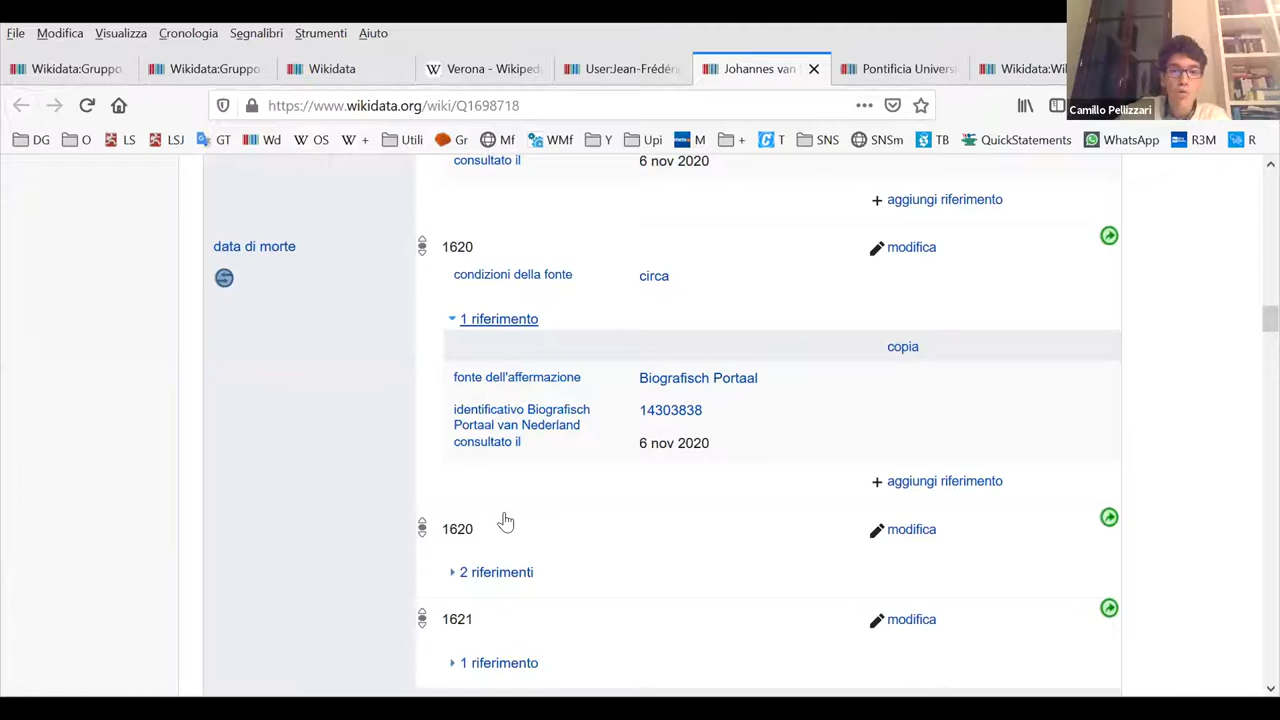 File Modifica Visualizza Cronologia Segnalibri Strumenti Aiuto
Wikidata:Gruppo Wikidata:Gruppo Wikidata Verona - Wikiped User:Jean-Frédéri Johannes van Pontificia Univers Wikidata:Wi
Camillo Pellizzari
https://www.wikidata.org/wiki/Q1698718
DG O LS LSJ GT Wd OS + Utili G Mf WMf Y Upi M + T SNS SNSm TB QuickStatements WhatsApp R3M R
consultato il 6 nov 2020
+ aggiungi riferimento
data di morte 1620 modifica
condizioni della fonte circa
1 riferimento
copia
fonte dell'affermazione Biografisch Portaal
identificativo Biografisch Portaal van Nederland 14303838
consultato il 6 nov 2020
+ aggiungi riferimento
1620 modifica
2 riferimenti
1621 modifica
1 riferimento